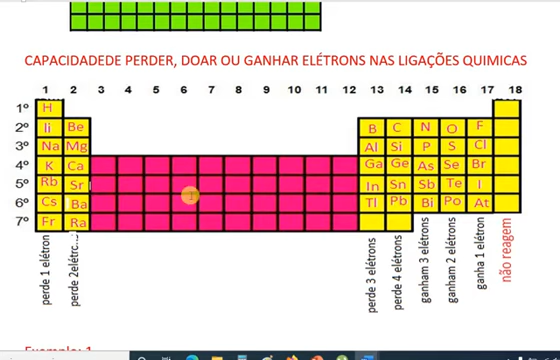 CAPACIDADEDE PERDER, DOAR OU GANHAR ELÉTRONS NAS LIGAÇÕES QUIMICAS
1 2 3 4 5 6 7 8 9 10 11 12 13 14 15 16 17 18
1º H
2º li Be B C N O F
3º Na Mg Al Si P S Cl
4º K Ca Ga Ge As Se Br
5º Rb Sr In Sn Sb Te I
6º Cs Ba Tl Pb Bi Po At
7º Fr Ra
perde 1 elétron
perde 2elétrons
perde 3 elétrons
perde 4 elétrons
ganham 3 elétrons
ganham 2 elétrons
ganha 1 elétron
não reagem